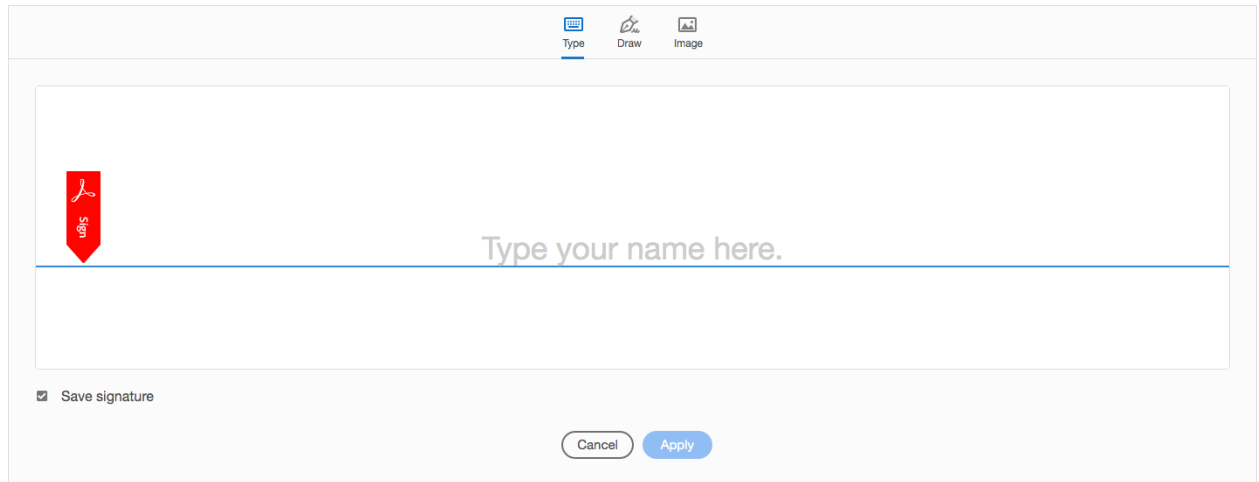 Type Draw Image
Sign
Type your name here.
Save signature
Cancel Apply